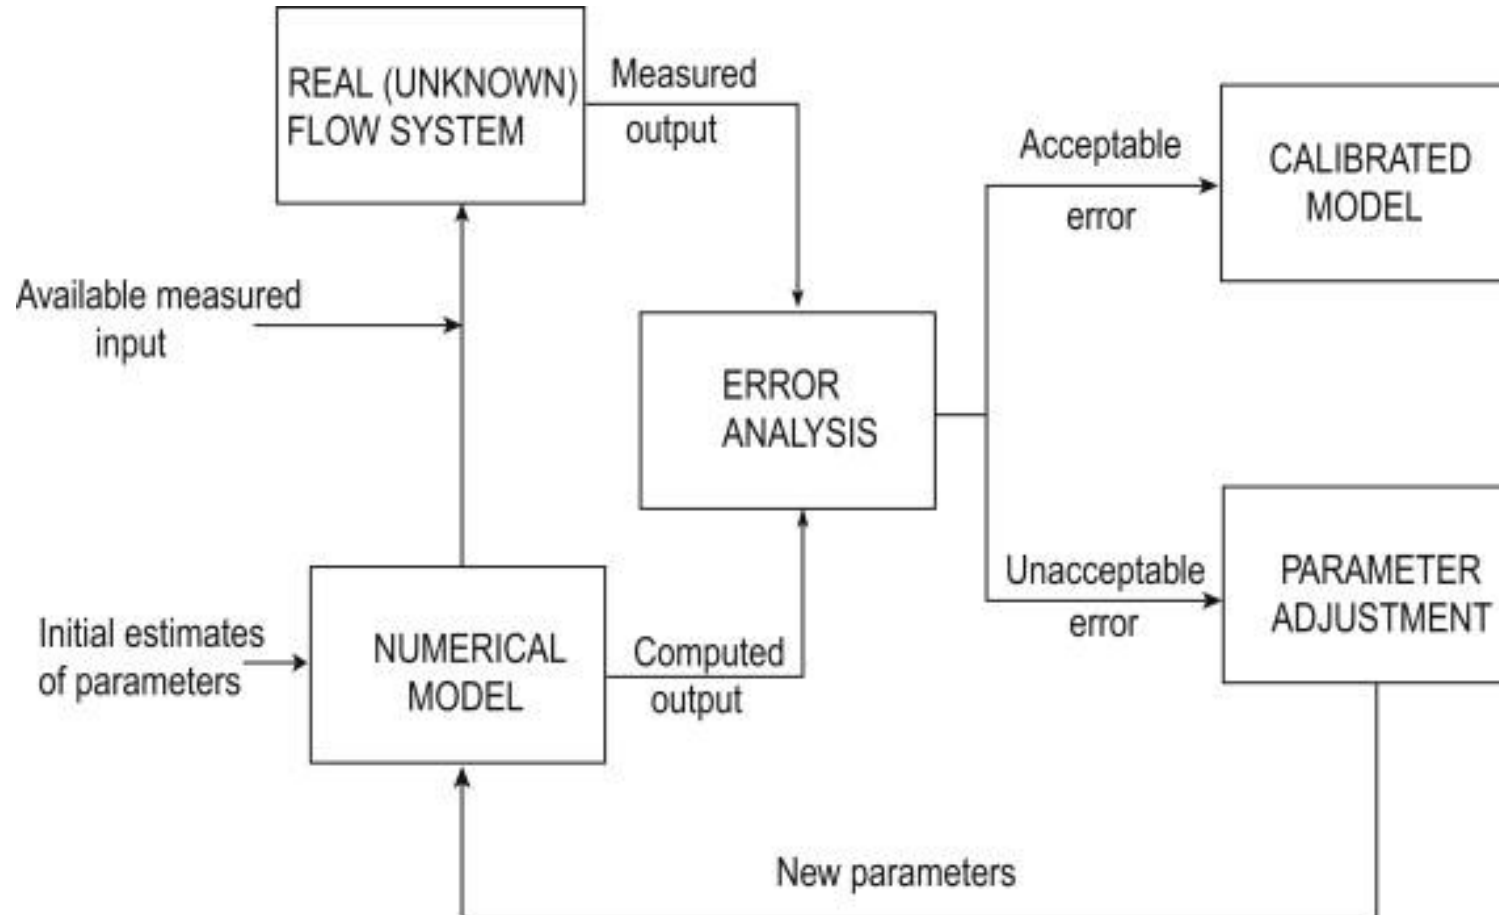 REAL (UNKNOWN)
FLOW SYSTEM
Measured
output
Acceptable
error
CALIBRATED
MODEL
Available measured
input
ERROR
ANALYSIS
Unacceptable
error
PARAMETER
ADJUSTMENT
Initial estimates
of parameters
NUMERICAL
MODEL
Computed
output
New parameters